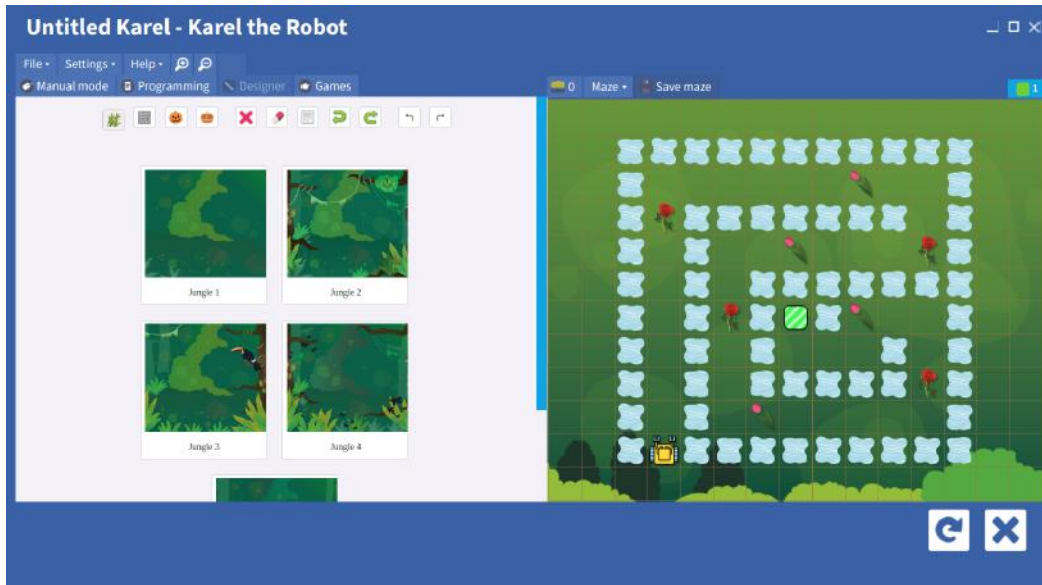 Untitled Karel - Karel the Robot
File Settings Help
Manual mode Programming Designer Games
0 Maze Save maze
1
Jungle 1 Jungle 2
Jungle 3 Jungle 4